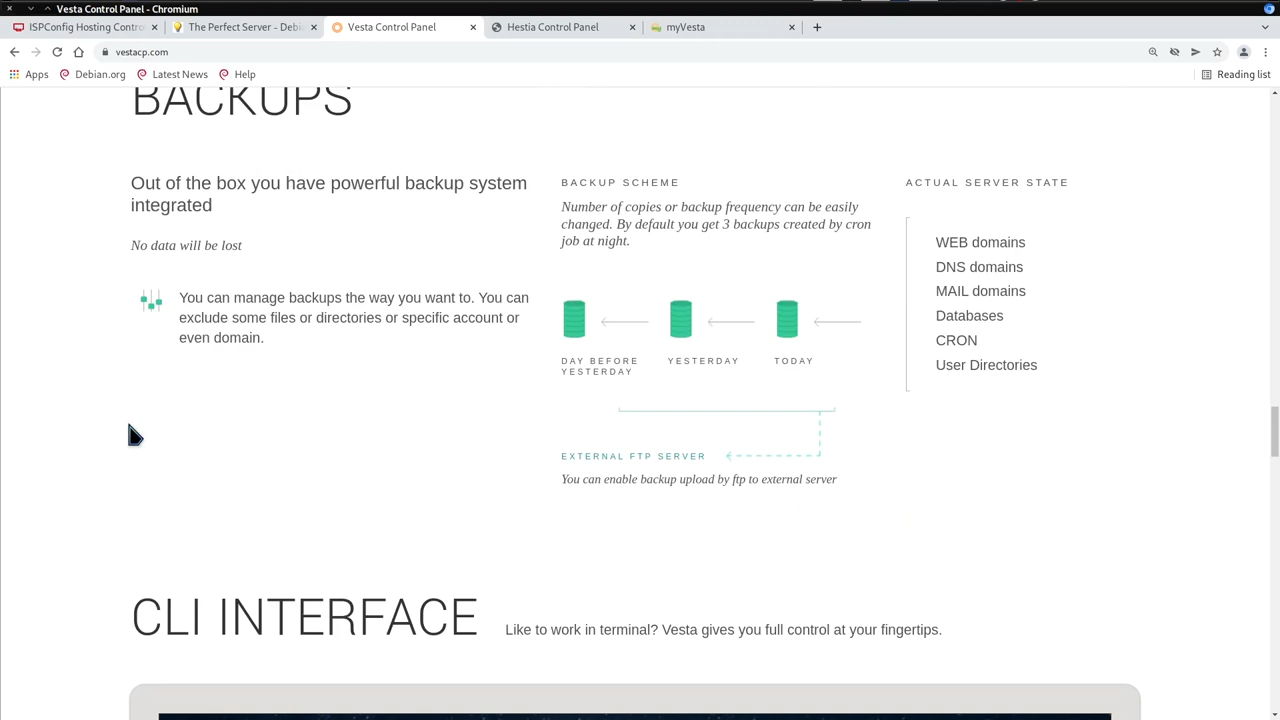 Vesta Control Panel - Chromium
ISPConfig Hosting Contro
The Perfect Server - Debi
Vesta Control Panel
Hestia Control Panel
myVesta
vestacp.com
Apps
Debian.org
Latest News
Help
Reading list
BACKUPS
Out of the box you have powerful backup system
integrated
No data will be lost
You can manage backups the way you want to. You can
exclude some files or directories or specific account or
even domain.
BACKUP SCHEME
Number of copies or backup frequency can be easily
changed. By default you get 3 backups created by cron
job at night.
DAY BEFORE
YESTERDAY
YESTERDAY
TODAY
EXTERNAL FTP SERVER
You can enable backup upload by ftp to external server
ACTUAL SERVER STATE
WEB domains
DNS domains
MAIL domains
Databases
CRON
User Directories
CLI INTERFACE
Like to work in terminal? Vesta gives you full control at your fingertips.